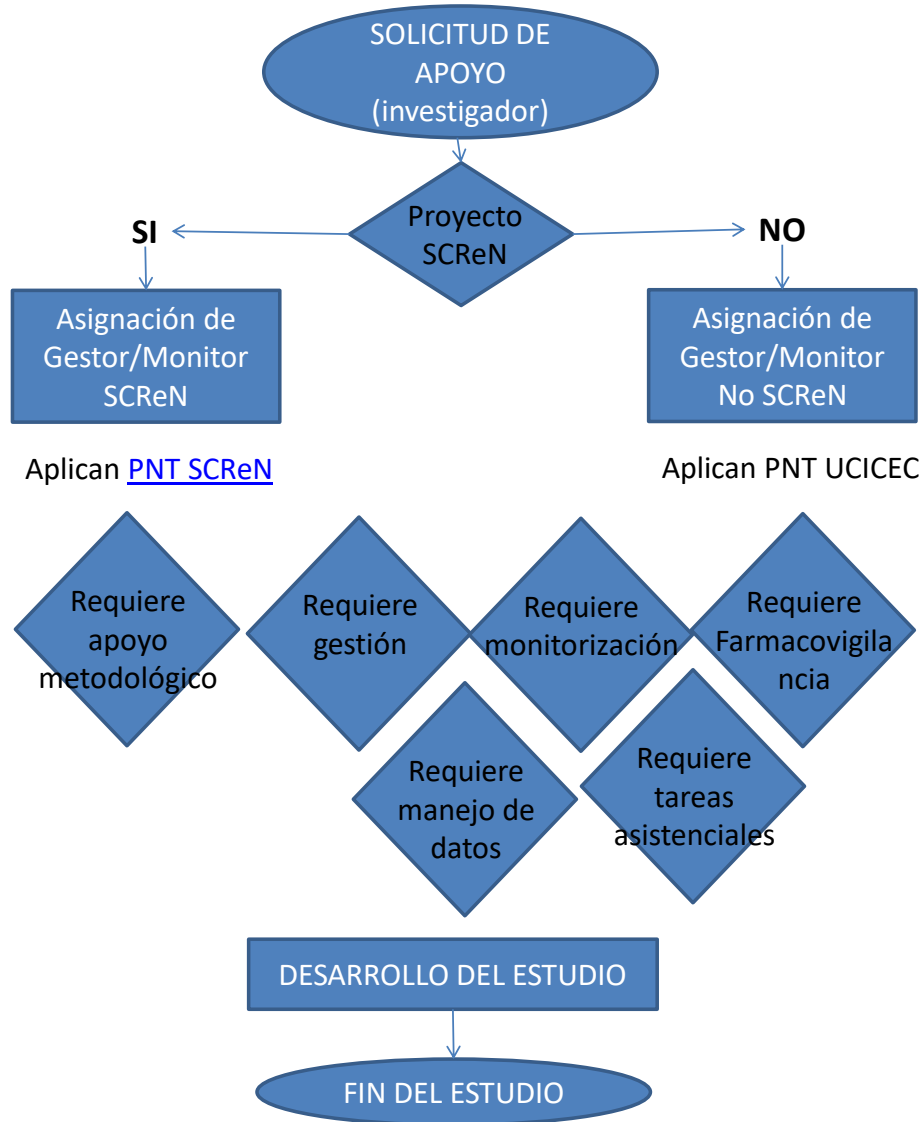 SOLICITUD DE
APOYO
(investigador)
Proyecto
SCReN
SI
NO
Asignación de
Gestor/Monitor
SCReN
Asignación de
Gestor/Monitor
No SCReN
Aplican PNT SCReN
Aplican PNT UCICEC
Requiere
apoyo
metodológico
Requiere
gestión
Requiere
monitorización
Requiere
Farmacovigila
ncia
Requiere
manejo de
datos
Requiere
tareas
asistenciales
DESARROLLO DEL ESTUDIO
FIN DEL ESTUDIO